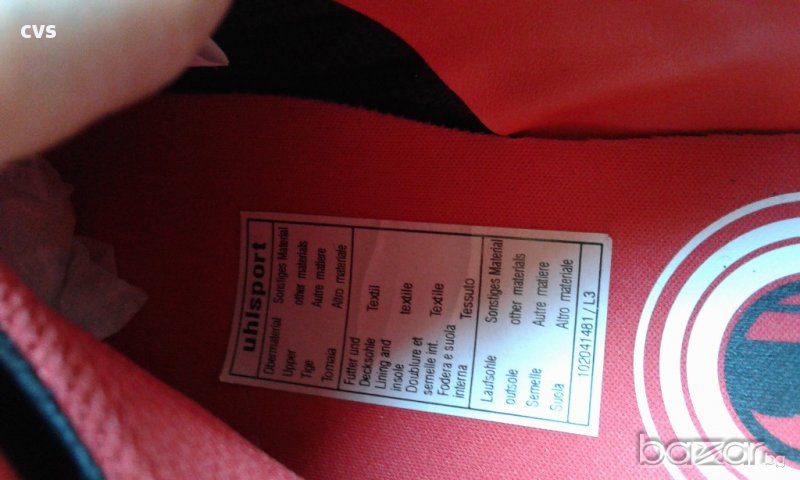 cvs
uhlsport
Obermaterial Sonstiges Material
Upper other materials
Tige Autre matiere
Tomaia Altro materiale
Futter und
Decksohle Textil
Lining and
insole textile
Doublure et
semelle int. Textile
Fodera e suola
interna Tessuto
Laufsohle Sonstiges Material
outsole other materials
Semelle Autre matiere
Suola Altro materiale
102041481 / L3
bazar.bg